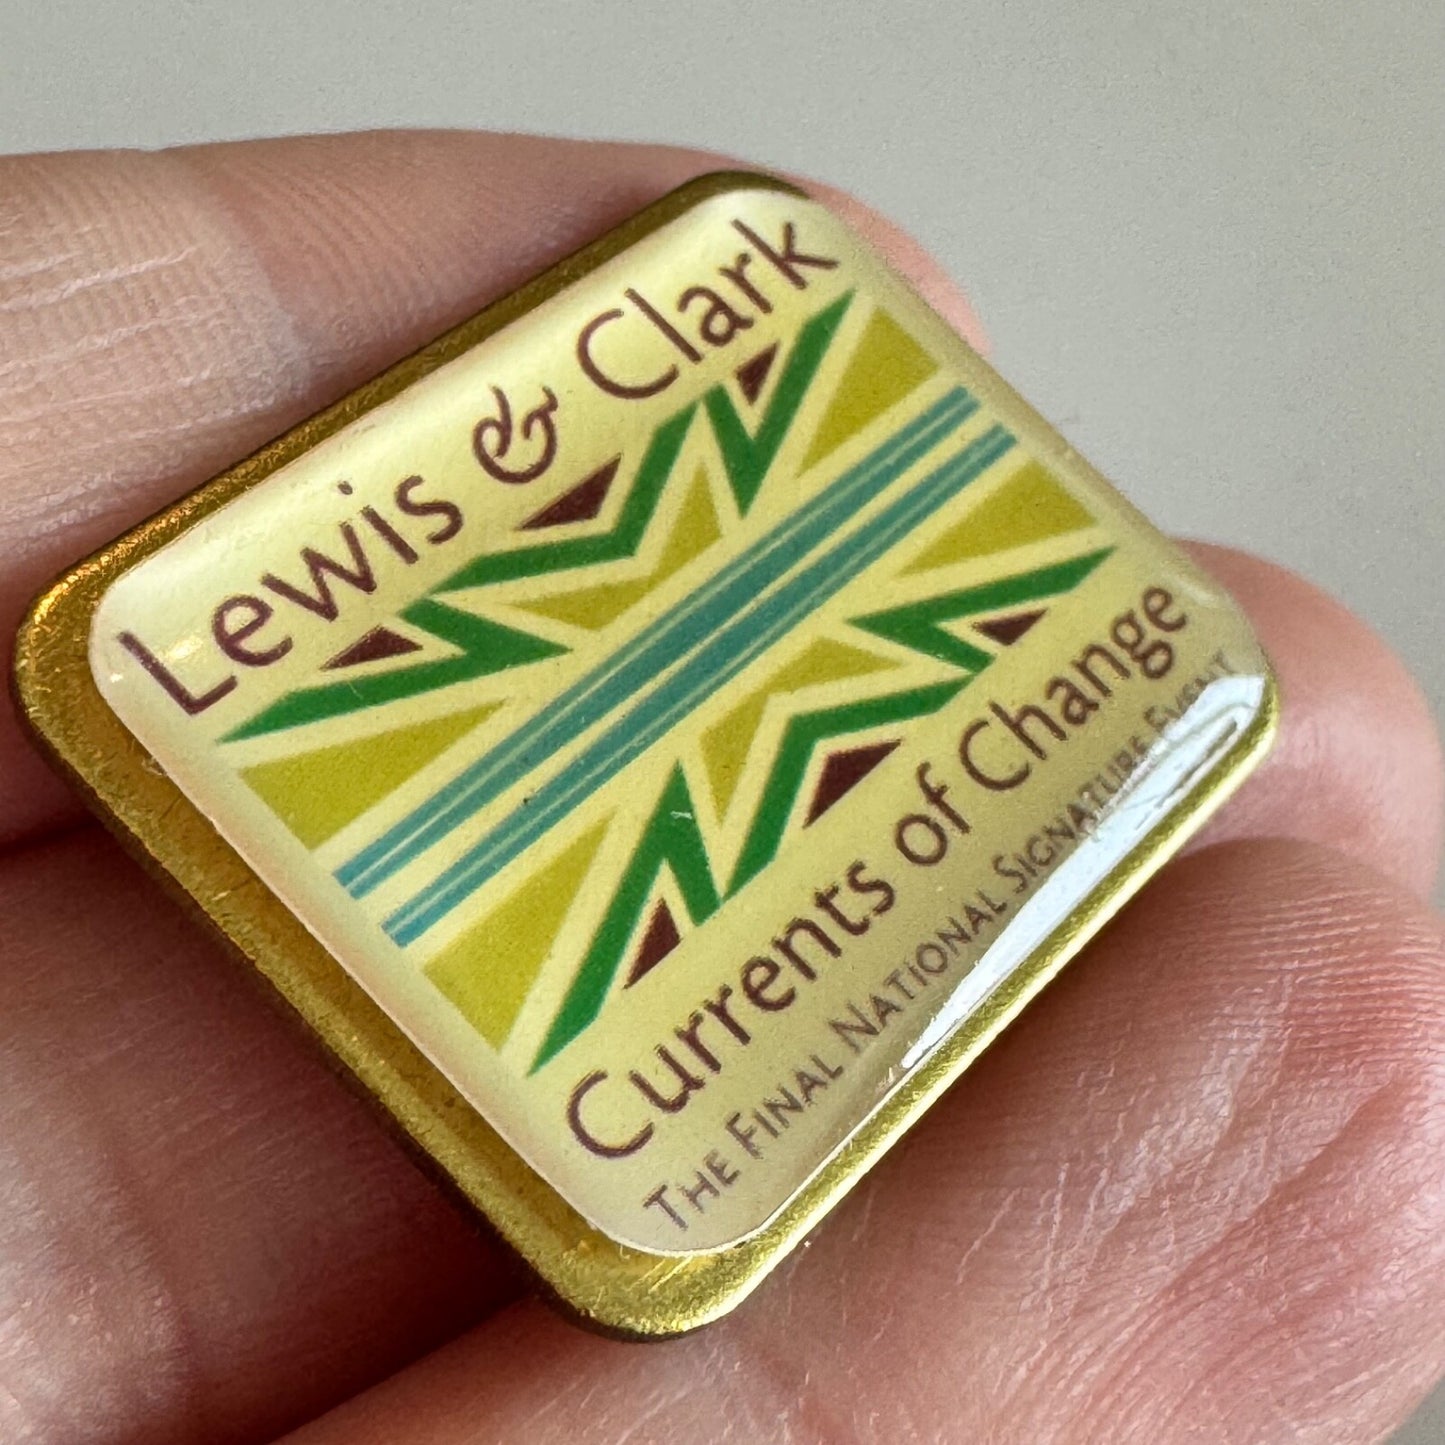 Lewis & Clark
Currents of Change
The Final National Signature Event